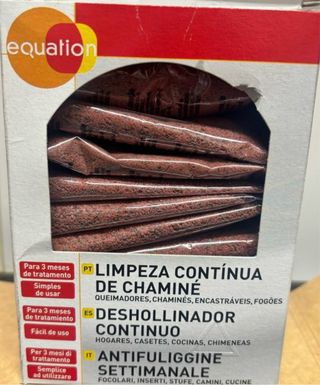 equation
Para 3 meses
de tratamento
Simples
de usar
PT LIMPEZA CONTÍNUA
DE CHAMINÉ
QUEIMADORES, CHAMINÉS, ENCASTRÁVEIS, FOGÕES
Para 3 meses
de tratamiento
Fácil de uso
ES DESHOLLINADOR
CONTINUO
HOGARES, CASETES, COCINAS, CHIMENEAS
Per 3 mesi di
trattamento
Semplice
ad utilizzare
IT ANTIFULIGGINE
SETTIMANALE
FOCOLARI, INSERTI, STUFE, CAMINI, CUCINE